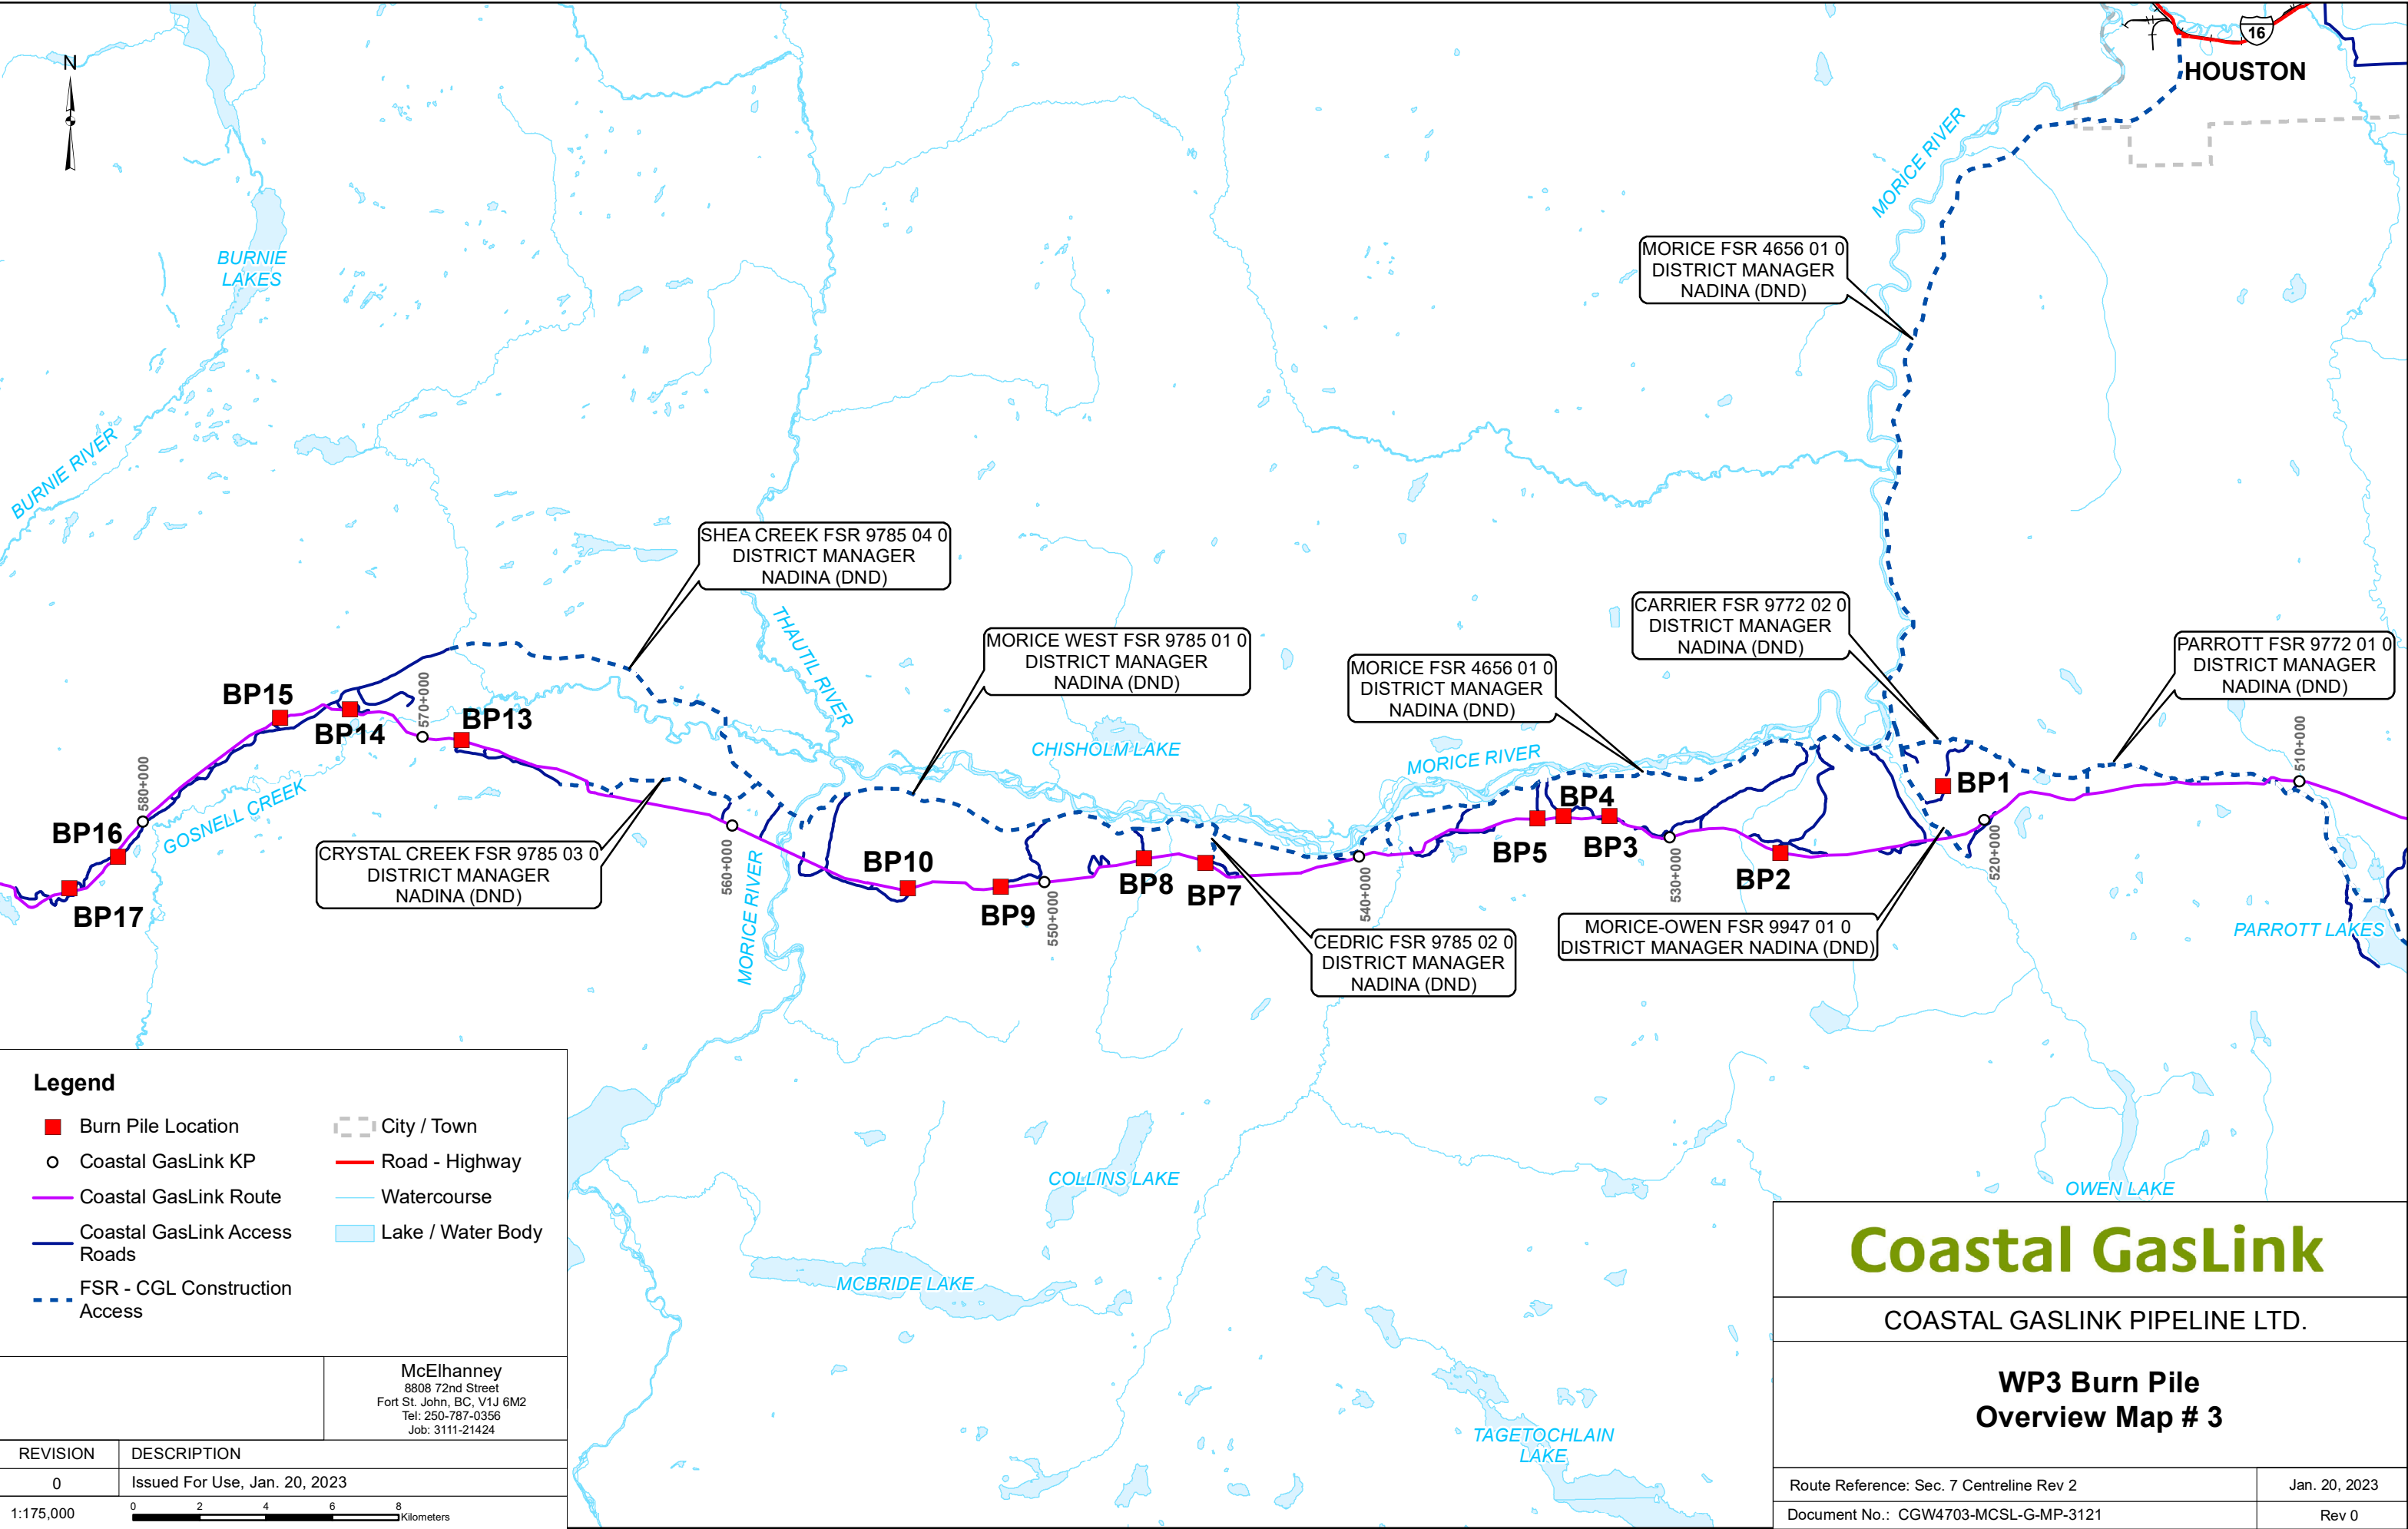 N
16
HOUSTON
MORICE RIVER
BURNIE
LAKES
MORICE FSR 4656 01 0
DISTRICT MANAGER
NADINA (DND)
BURNIE RIVER
SHEA CREEK FSR 9785 04 0
DISTRICT MANAGER
NADINA (DND)
THAUTIL RIVER
MORICE WEST FSR 9785 01 0
DISTRICT MANAGER
NADINA (DND)
CARRIER FSR 9772 02 0
DISTRICT MANAGER
NADINA (DND)
MORICE FSR 4656 01 0
DISTRICT MANAGER
NADINA (DND)
PARROTT FSR 9772 01 0
DISTRICT MANAGER
NADINA (DND)
BP15
BP14
570+000
BP13
CHISHOLM LAKE
MORICE RIVER
510+000
580+000
GOSNELL CREEK
BP16
BP17
CRYSTAL CREEK FSR 9785 03 0
DISTRICT MANAGER
NADINA (DND)
560+000
MORICE RIVER
BP10
BP9
550+000
BP8
BP7
540+000
BP5
BP4
BP3
530+000
BP2
BP1
520+000
CEDRIC FSR 9785 02 0
DISTRICT MANAGER
NADINA (DND)
MORICE-OWEN FSR 9947 01 0
DISTRICT MANAGER NADINA (DND)
PARROTT LAKES
COLLINS LAKE
MCBRIDE LAKE
OWEN LAKE
TAGETOCHLAIN
LAKE
Legend
Burn Pile Location
Coastal GasLink KP
Coastal GasLink Route
Coastal GasLink Access
Roads
FSR - CGL Construction
Access
City / Town
Road - Highway
Watercourse
Lake / Water Body
McElhanney
8808 72nd Street
Fort St. John, BC, V1J 6M2
Tel: 250-787-0356
Job: 3111-21424
REVISION DESCRIPTION
0 Issued For Use, Jan. 20, 2023
1:175,000 0 2 4 6 8 Kilometers
Coastal GasLink
COASTAL GASLINK PIPELINE LTD.
WP3 Burn Pile
Overview Map # 3
Route Reference: Sec. 7 Centreline Rev 2 Jan. 20, 2023
Document No.: CGW4703-MCSL-G-MP-3121 Rev 0